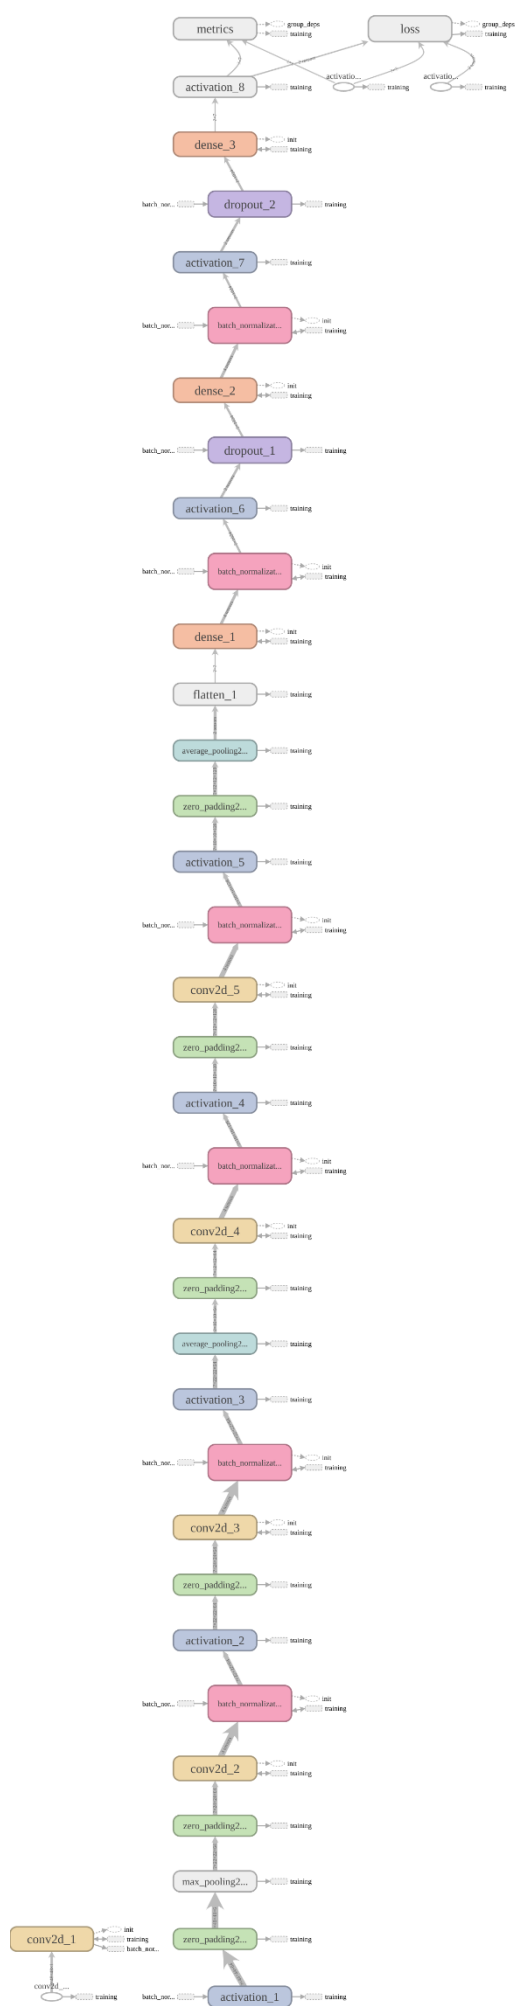 metrics
group_deps
training
loss
group_deps
training
activation_8
training
activatio...
training
activatio...
training
dense_3
init
training
batch_nor...
dropout_2
training
activation_7
training
batch_nor...
batch_normalizat...
init
training
dense_2
init
training
batch_nor...
dropout_1
training
activation_6
training
batch_nor...
batch_normalizat...
init
training
dense_1
init
training
flatten_1
training
average_pooling2...
training
zero_padding2...
training
activation_5
training
batch_nor...
batch_normalizat...
init
training
conv2d_5
init
training
zero_padding2...
training
activation_4
training
batch_nor...
batch_normalizat...
init
training
conv2d_4
init
training
zero_padding2...
training
average_pooling2...
training
activation_3
training
batch_nor...
batch_normalizat...
init
training
conv2d_3
init
training
zero_padding2...
training
activation_2
training
batch_nor...
batch_normalizat...
init
training
conv2d_2
init
training
zero_padding2...
training
max_pooling2...
training
conv2d_1
init
training
batch_nor...
zero_padding2...
training
conv2d_...
training
batch_nor...
activation_1
training